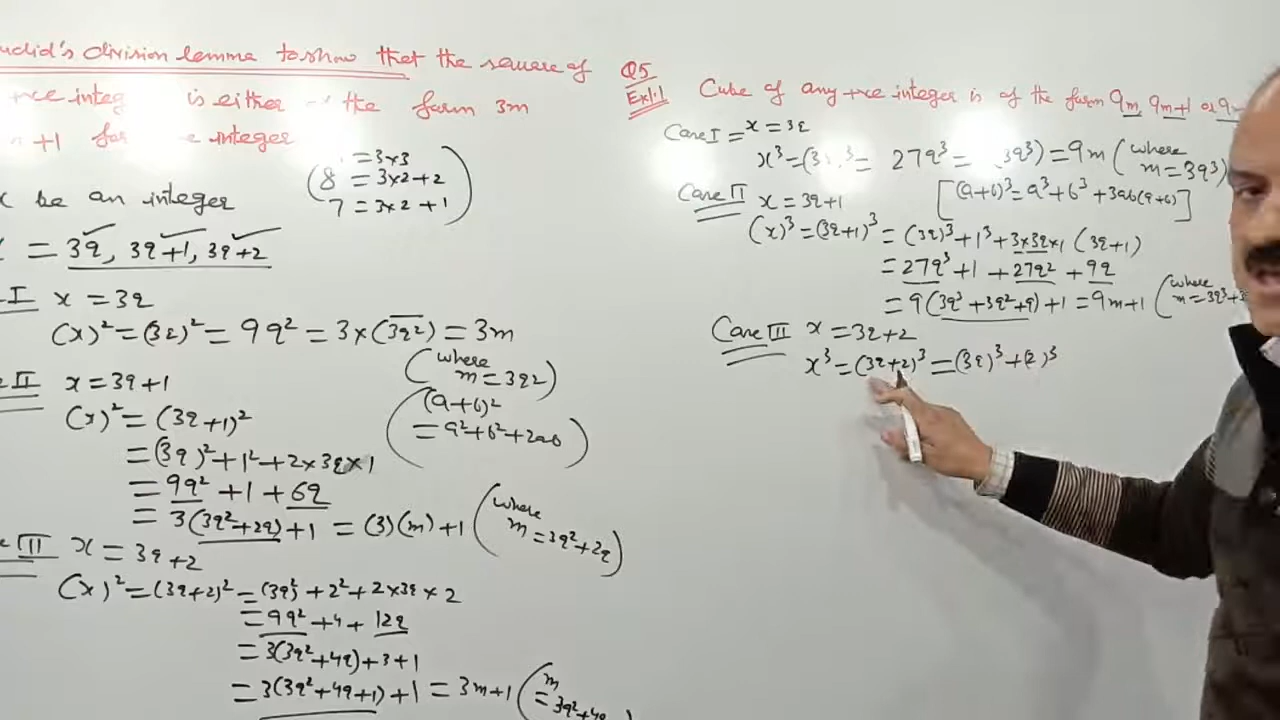 uclid's division lemma to show that the square of
+ve integ is either the form 3m
+1 for e integer
= 3×3
8 = 3×2+2
7 = 3×2+1
x be an integer
= 3q, 3q+1, 3q+2
I x = 3q
(x)² = (3q)² = 9q² = 3×(3q²) = 3m
(where m = 3q²)
II x = 3q+1
(x)² = (3q+1)²
((a+b)² = a²+b²+2ab)
= (3q)²+1²+2×3q×1
= 9q²+1+6q
= 3(3q²+2q)+1 = (3)(m)+1 (where m = 3q²+2q)
III x = 3q+2
(x)² = (3q+2)² = (3q)²+2²+2×3q×2
= 9q²+4+12q
= 3(3q²+4q)+3+1
= 3(3q²+4q+1)+1 = 3m+1 (m = 3q²+4q
Q5
Ex 1.1
Cube of any +ve integer is of the form 9m, 9m+1 or 9m
Case I = x = 3q
x³ = (3 ³ = 27q³ = 3q³) = 9m (where m = 3q³)
[(a+b)³ = a³+b³+3ab(a+b)]
Case II x = 3q+1
(x)³ = (3q+1)³ = (3q)³+1³+3×3q×1 (3q+1)
= 27q³+1+27q²+9q
= 9(3q³+3q²+q)+1 = 9m+1 (where m = 3q³+3
Case III x = 3q+2
x³ = (3q+2)³ = (3q)³+(2)³